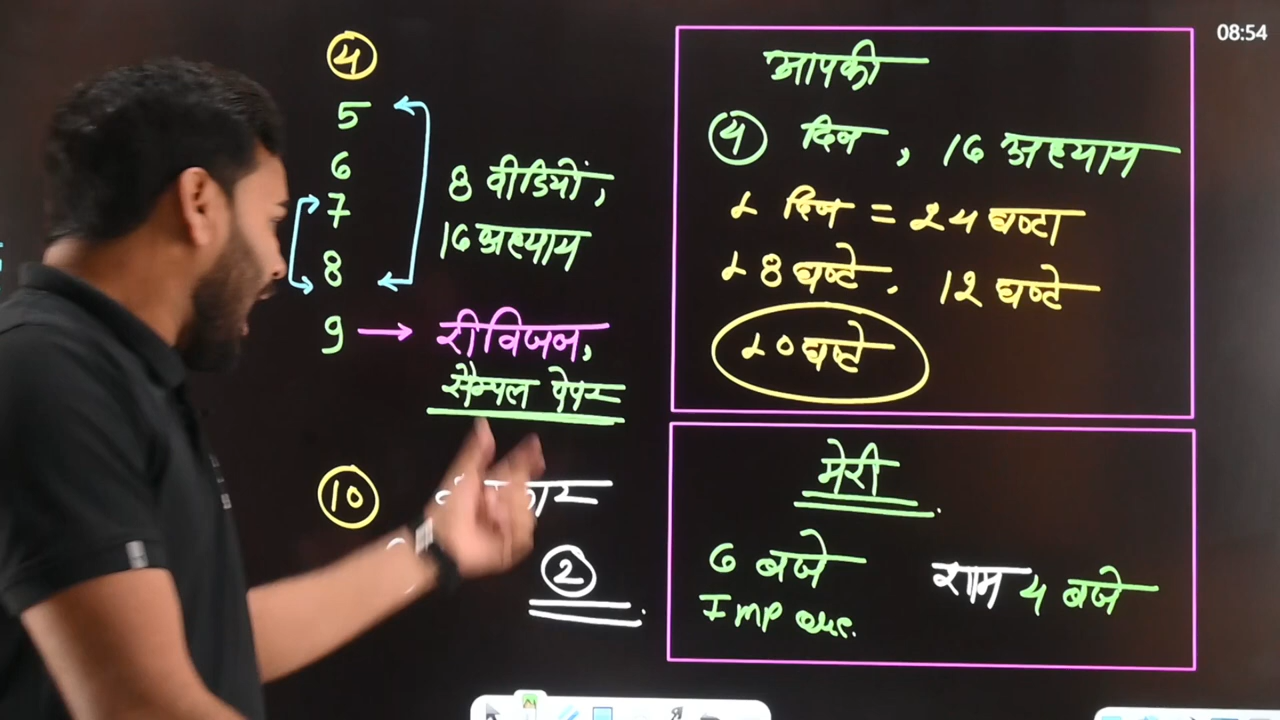 08:54
4
5
6
7
8
8 वीडियों,
16 अध्याय
9 → रीविजन,
सैम्पल पेपर
10
2
आपकी
4 दिन, 16 अध्याय
1 दिन = 24 घण्टा
18 घण्टे. 12 घण्टे
10 घण्टे
मेरी
6 बजे
शाम 4 बजे
Imp que.